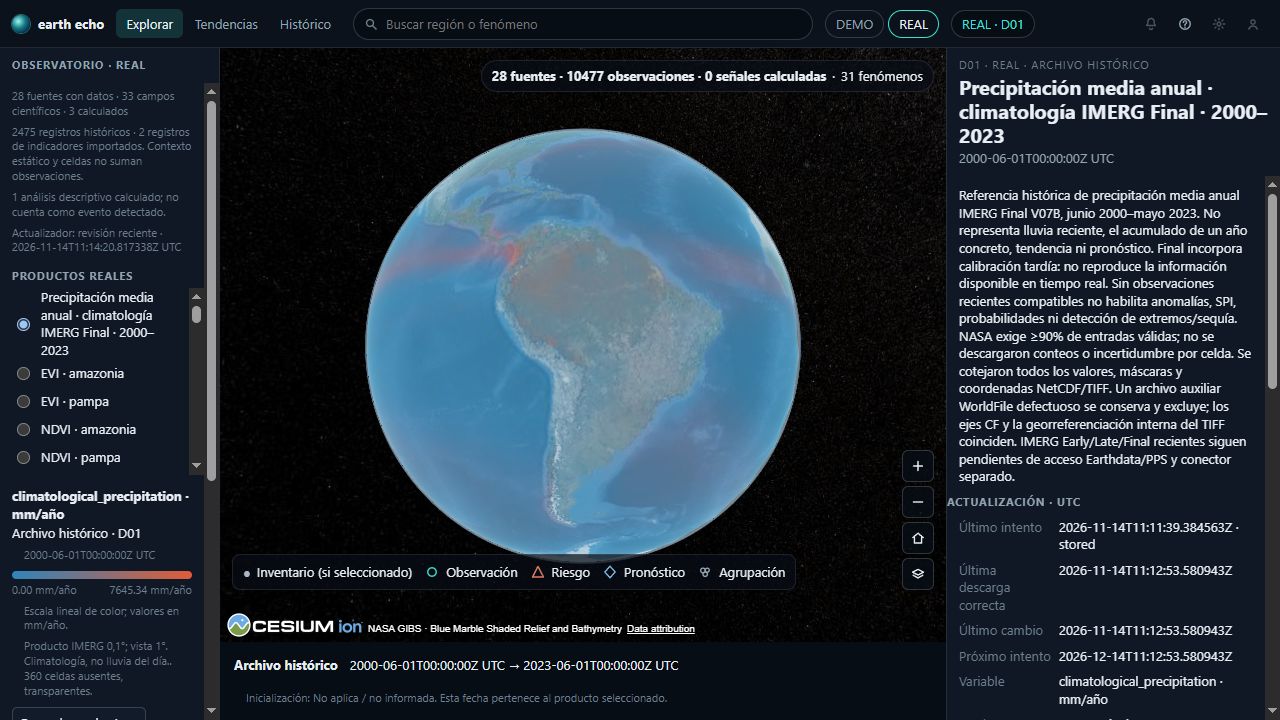 earth echo
Explorar
Tendencias
Histórico
Buscar región o fenómeno
DEMO
REAL
REAL · D01
OBSERVATORIO · REAL
28 fuentes con datos · 33 campos
científicos · 3 calculados
2475 registros históricos · 2 registros
de indicadores importados. Contexto
estático y celdas no suman
observaciones.
1 análisis descriptivo calculado; no
cuenta como evento detectado.
Actualizador: revisión reciente ·
2026-11-14T11:14:20.817338Z UTC
PRODUCTOS REALES
Precipitación media
anual · climatología
IMERG Final · 2000–
2023
EVI · amazonia
EVI · pampa
NDVI · amazonia
NDVI · pampa
climatological_precipitation ·
mm/año
Archivo histórico · D01
2000-06-01T00:00:00Z UTC
0.00 mm/año
7645.34 mm/año
Escala lineal de color; valores en
mm/año.
Producto IMERG 0,1°; vista 1°.
Climatología, no lluvia del día..
360 celdas ausentes,
transparentes.
28 fuentes · 10477 observaciones · 0 señales calculadas · 31 fenómenos
Inventario (si seleccionado)
Observación
Riesgo
Pronóstico
Agrupación
CESIUM ion
NASA GIBS · Blue Marble Shaded Relief and Bathymetry Data attribution
Archivo histórico 2000-06-01T00:00:00Z UTC → 2023-06-01T00:00:00Z UTC
Inicialización: No aplica / no informada. Esta fecha pertenece al producto seleccionado.
D01 · REAL · ARCHIVO HISTÓRICO
Precipitación media anual ·
climatología IMERG Final · 2000–
2023
2000-06-01T00:00:00Z UTC
Referencia histórica de precipitación media anual
IMERG Final V07B, junio 2000–mayo 2023. No
representa lluvia reciente, el acumulado de un año
concreto, tendencia ni pronóstico. Final incorpora
calibración tardía: no reproduce la información
disponible en tiempo real. Sin observaciones
recientes compatibles no habilita anomalías, SPI,
probabilidades ni detección de extremos/sequía.
NASA exige ≥90% de entradas válidas; no se
descargaron conteos o incertidumbre por celda. Se
cotejaron todos los valores, máscaras y
coordenadas NetCDF/TIFF. Un archivo auxiliar
WorldFile defectuoso se conserva y excluye; los
ejes CF y la georreferenciación interna del TIFF
coinciden. IMERG Early/Late/Final recientes siguen
pendientes de acceso Earthdata/PPS y conector
separado.
ACTUALIZACIÓN · UTC
Último intento
2026-11-14T11:11:39.384563Z ·
stored
Última
descarga
correcta
2026-11-14T11:12:53.580943Z
Último cambio
2026-11-14T11:12:53.580943Z
Próximo intento
2026-12-14T11:12:53.580943Z
Variable
climatological_precipitation ·
mm/año